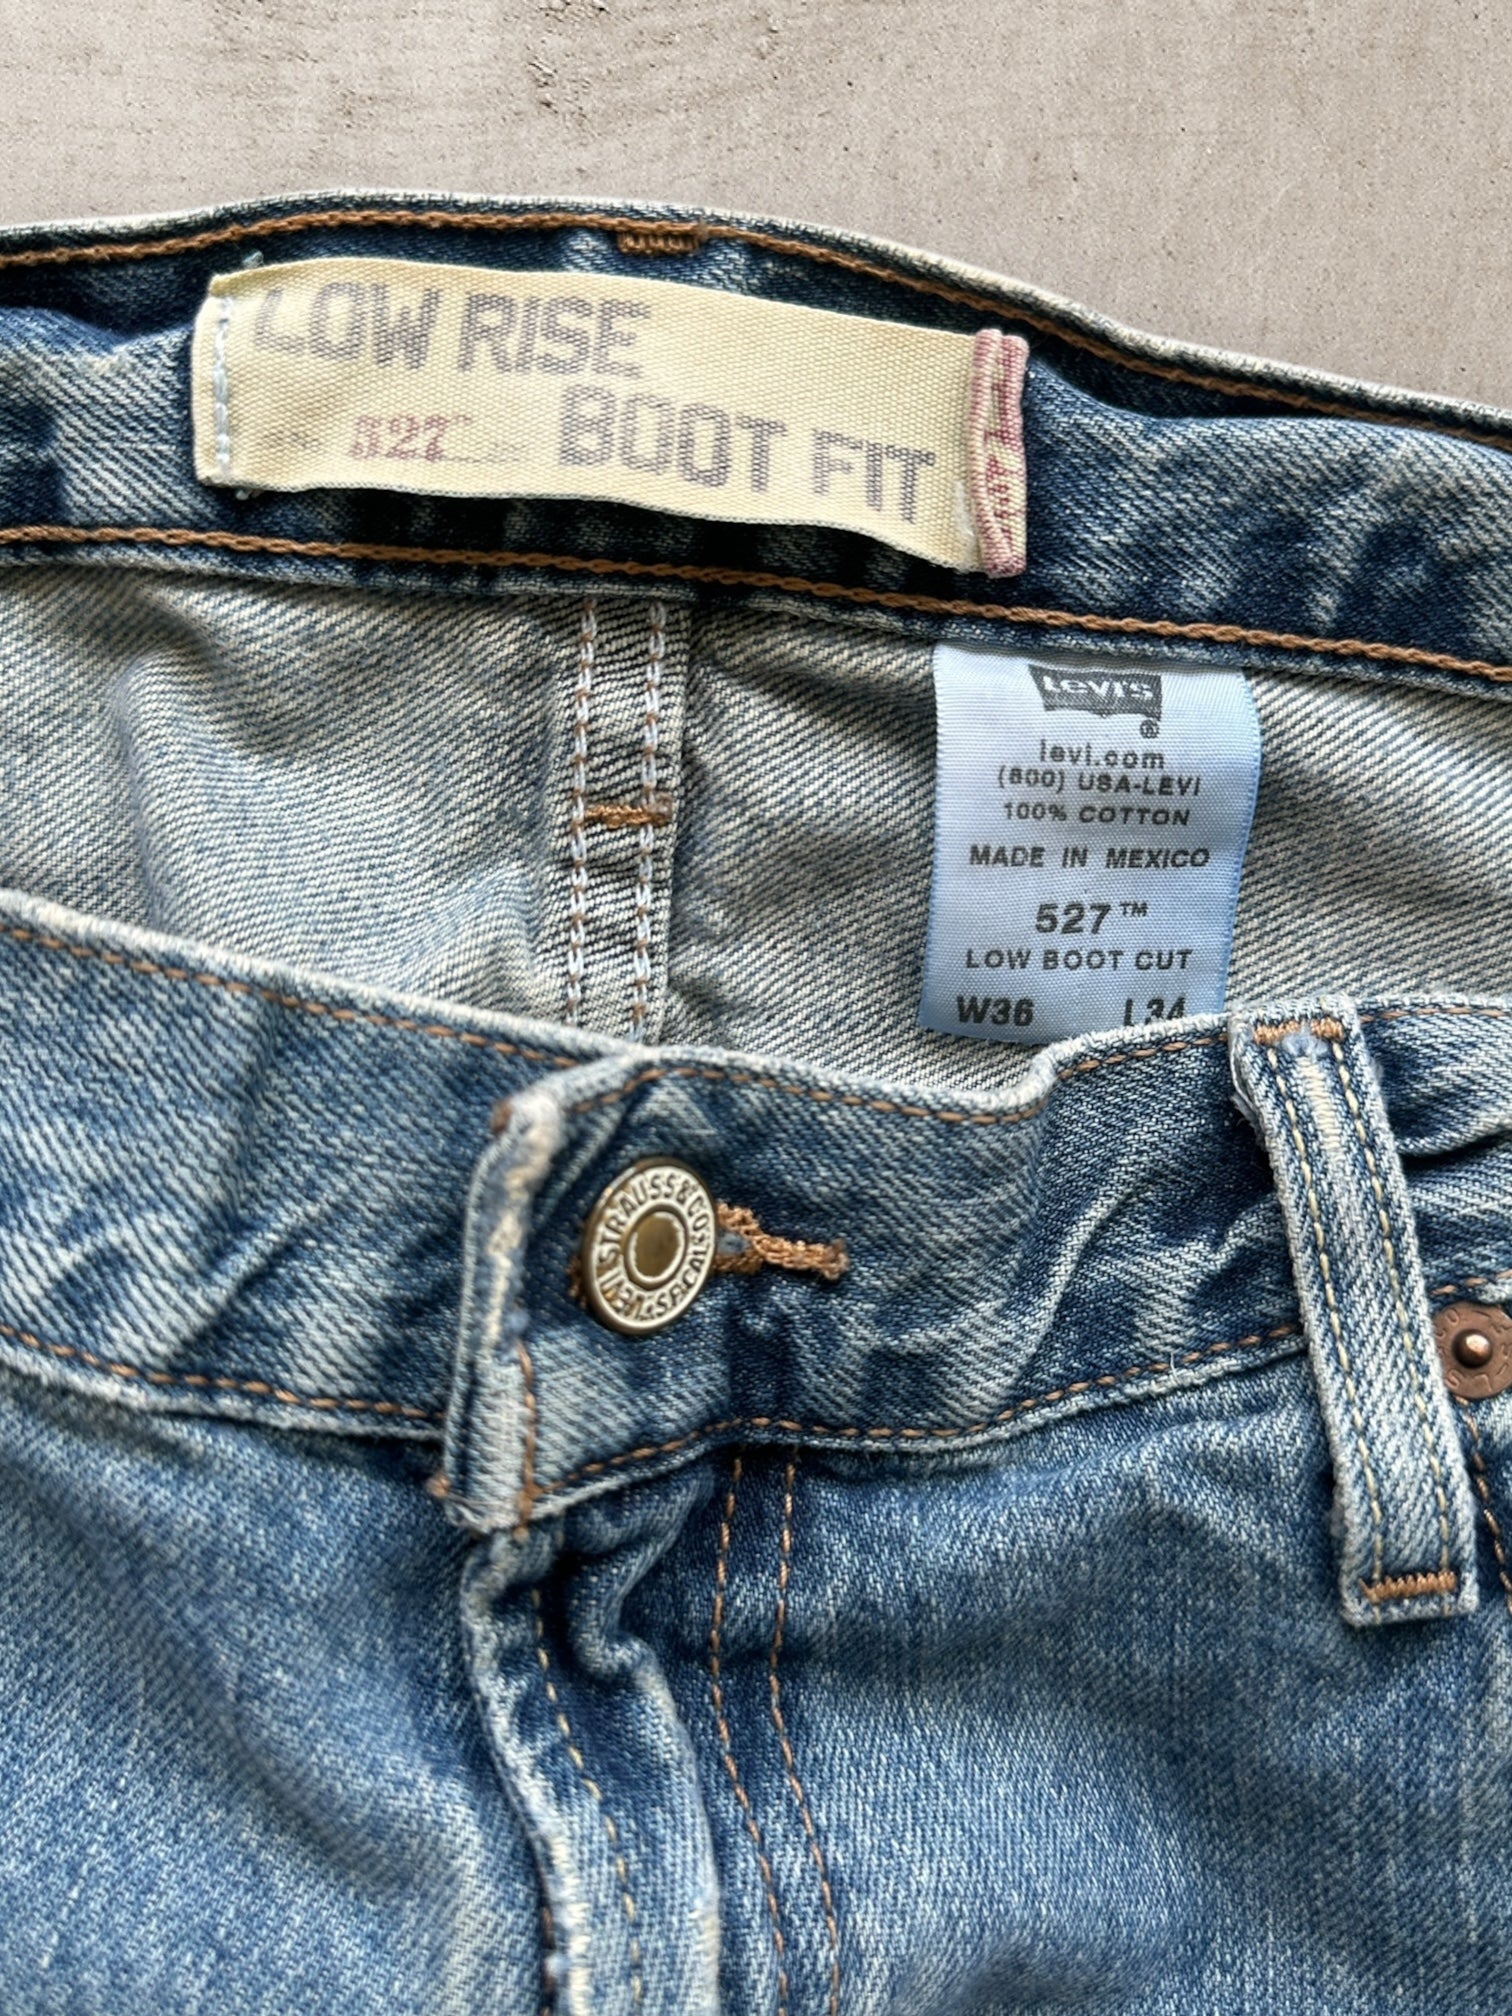 LOW RISE
527™ BOOT FIT
Levi's®
levi.com
(800) USA-LEVI
100% COTTON
MADE IN MEXICO
527™
LOW BOOT CUT
W36 L34
LEVI STRAUSS & CO S.F. CAL